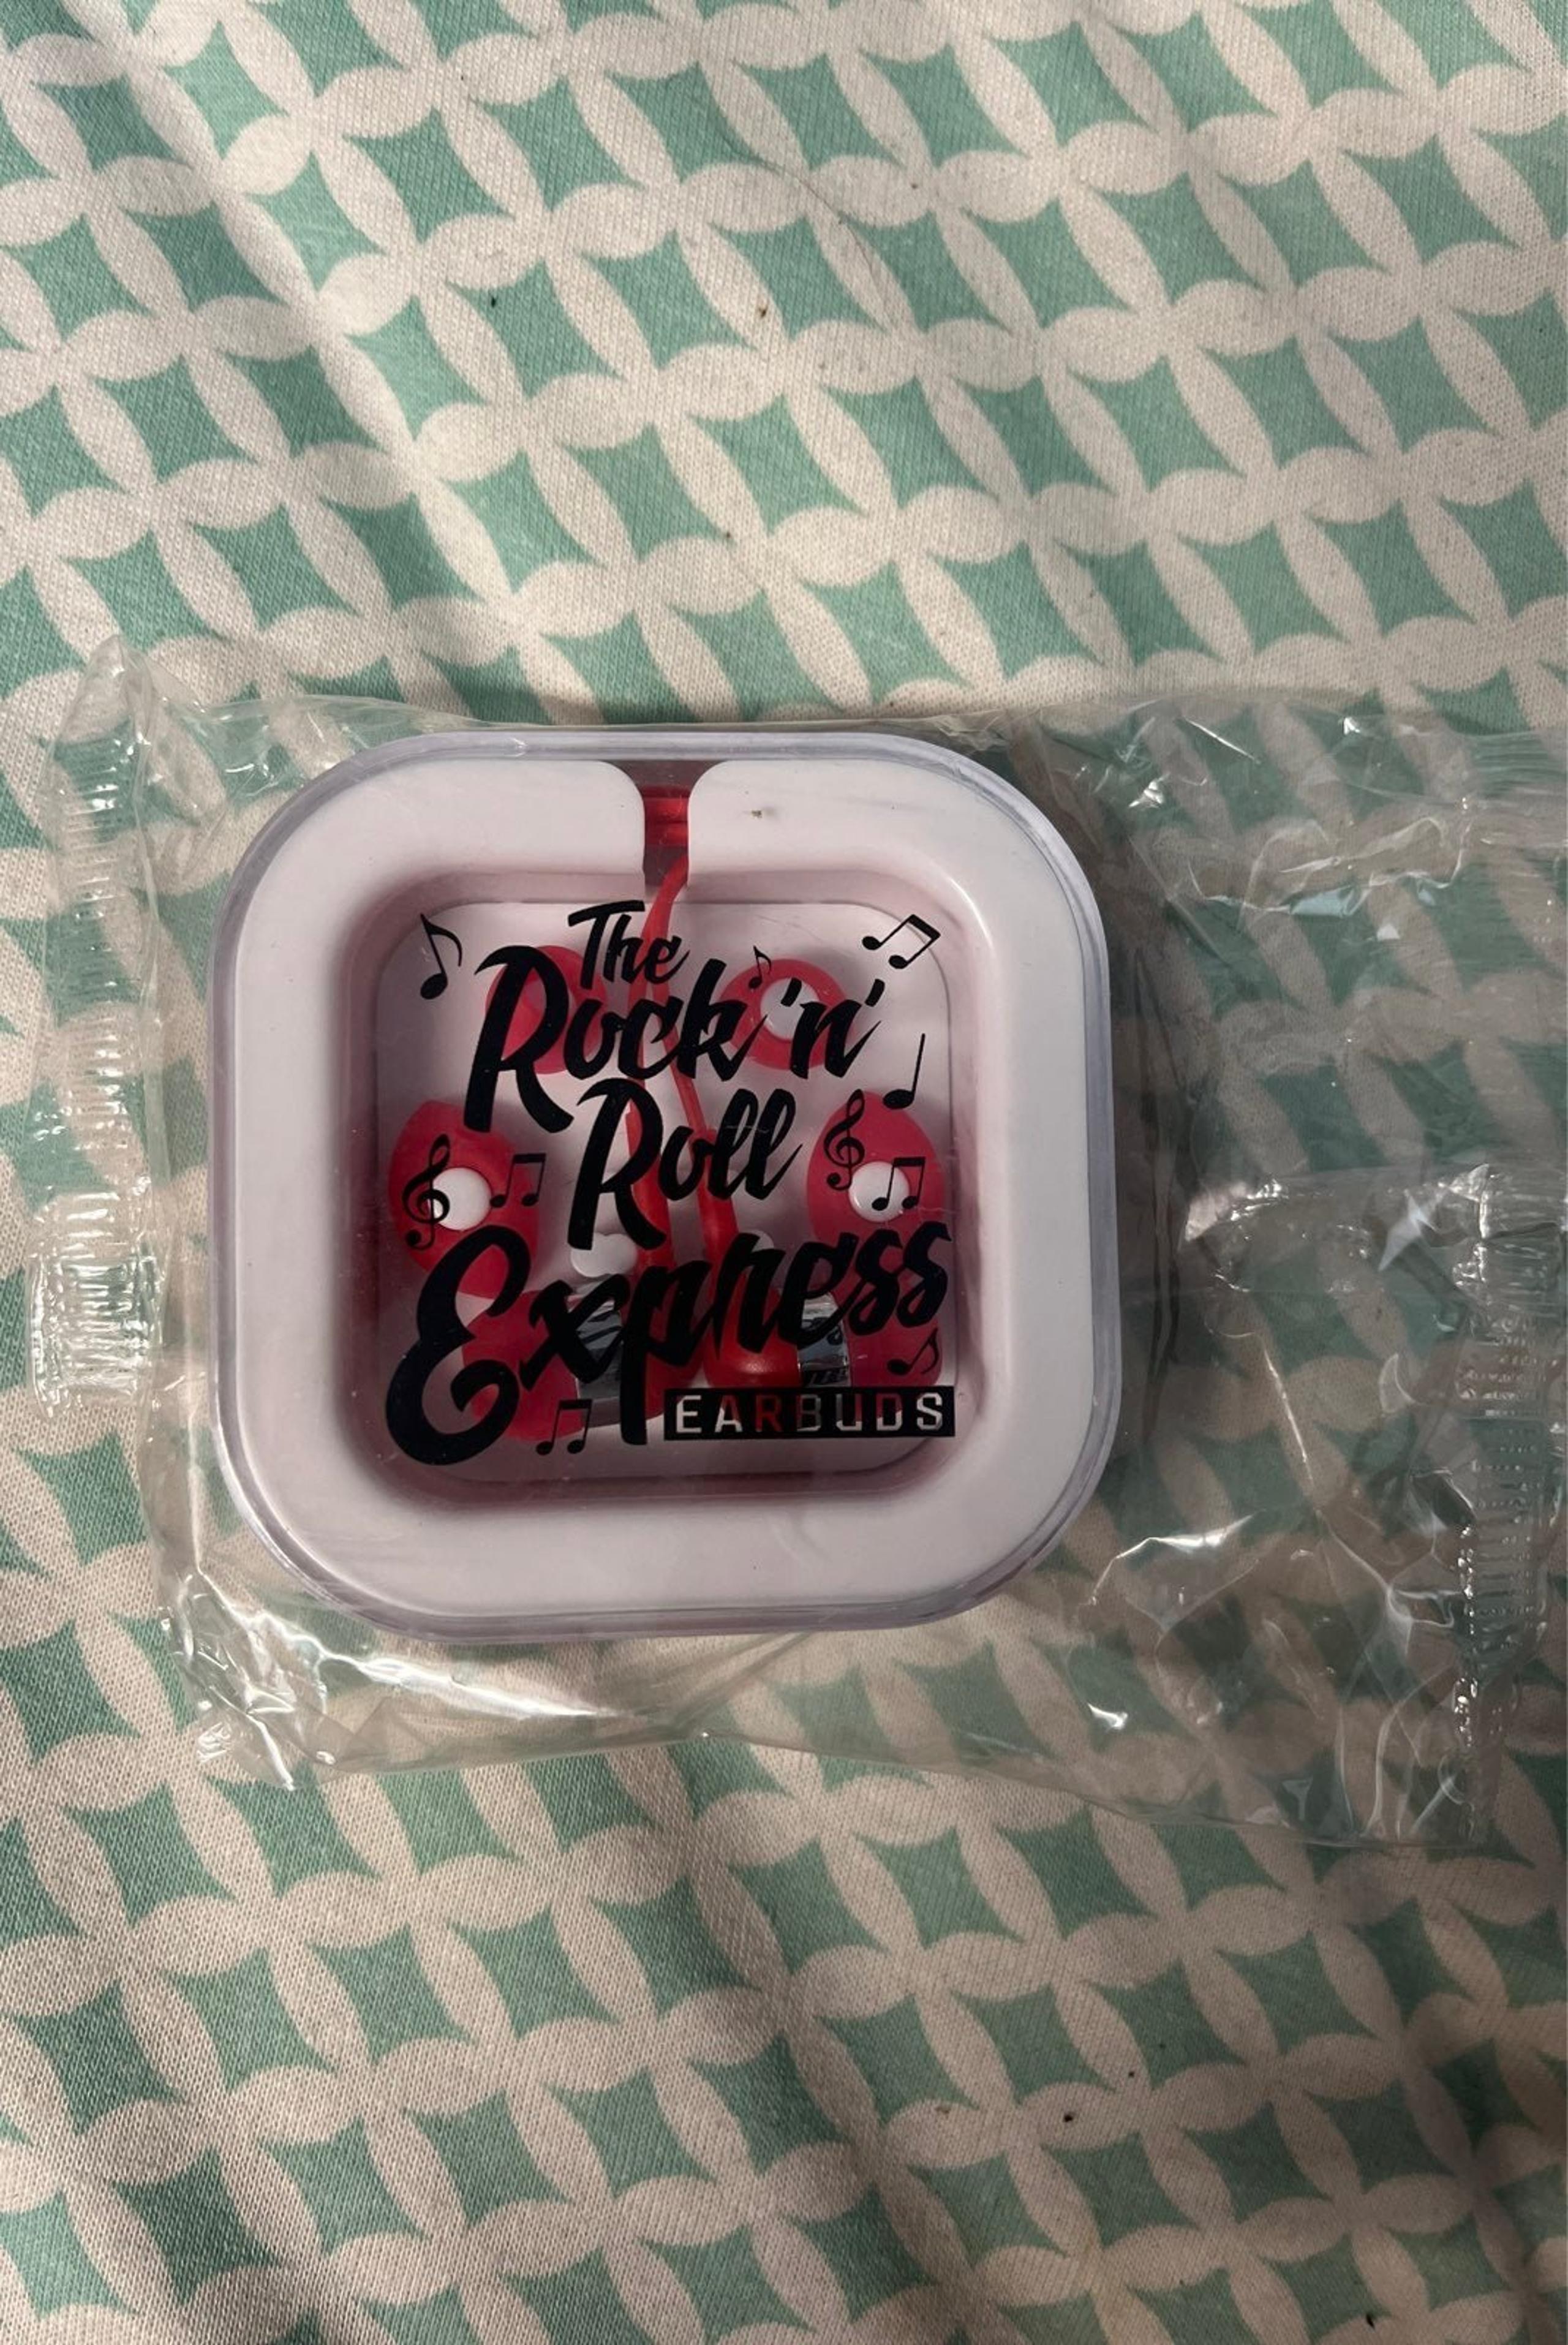 The
Rock 'n'
Roll
Express
EARBUDS